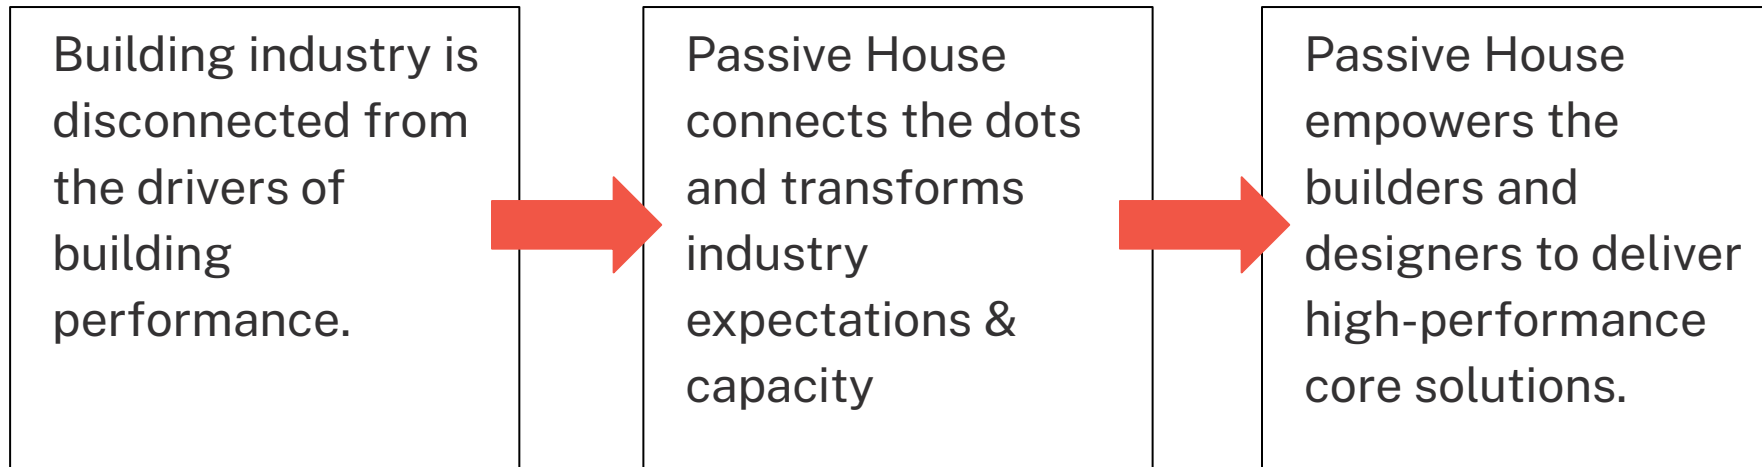 Building industry is
disconnected from
the drivers of
building
performance.
Passive House
connects the dots
and transforms
industry
expectations &
capacity
Passive House
empowers the
builders and
designers to deliver
high-performance
core solutions.